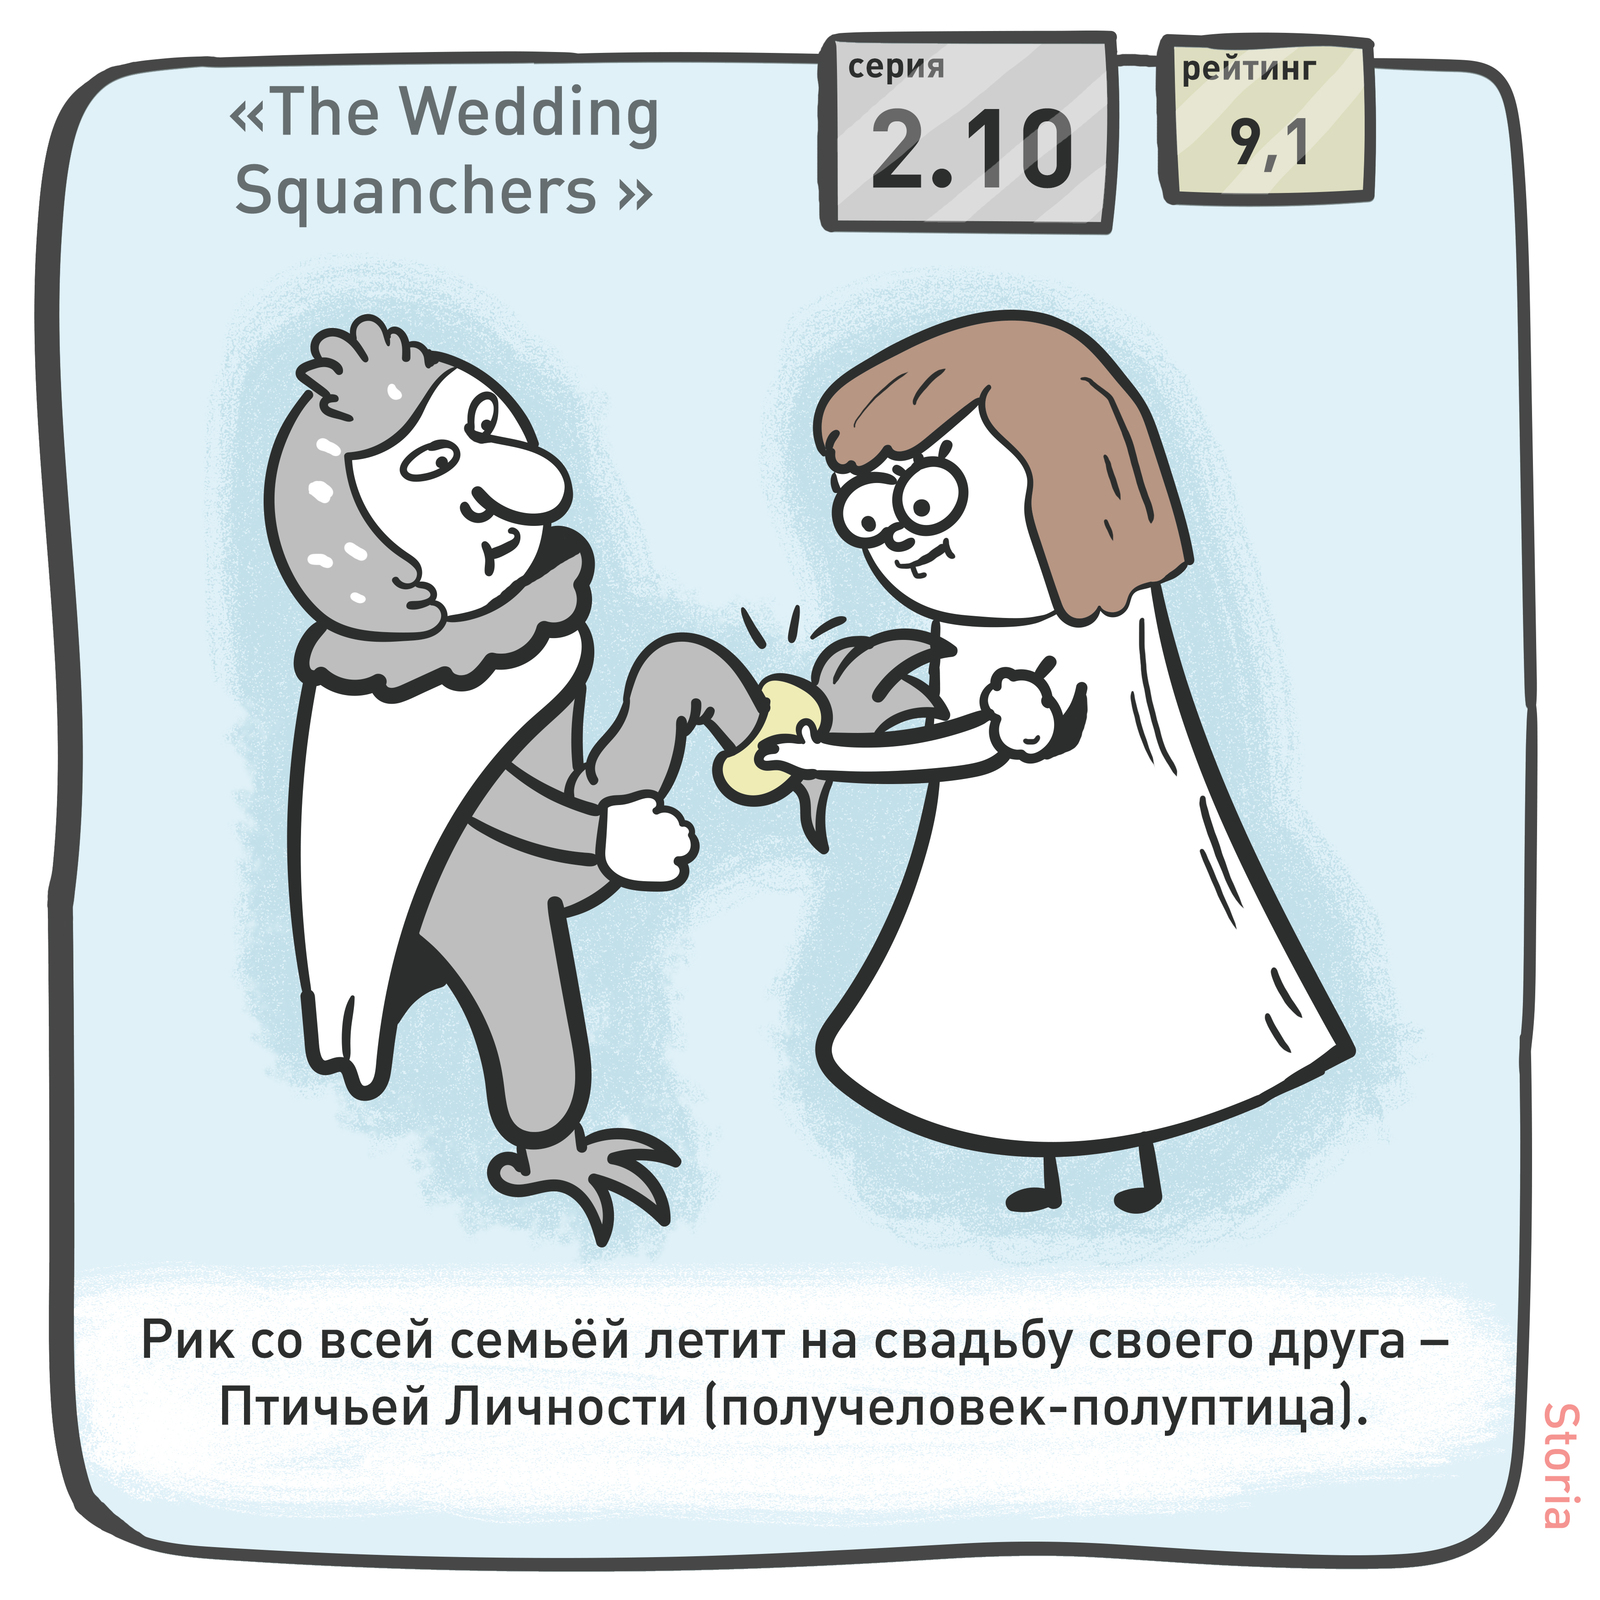 «The Wedding
Squanchers »
серия
2.10
рейтинг
9,1
Рик со всей семьёй летит на свадьбу своего друга –
Птичьей Личности (получеловек-полуптица).
Storia